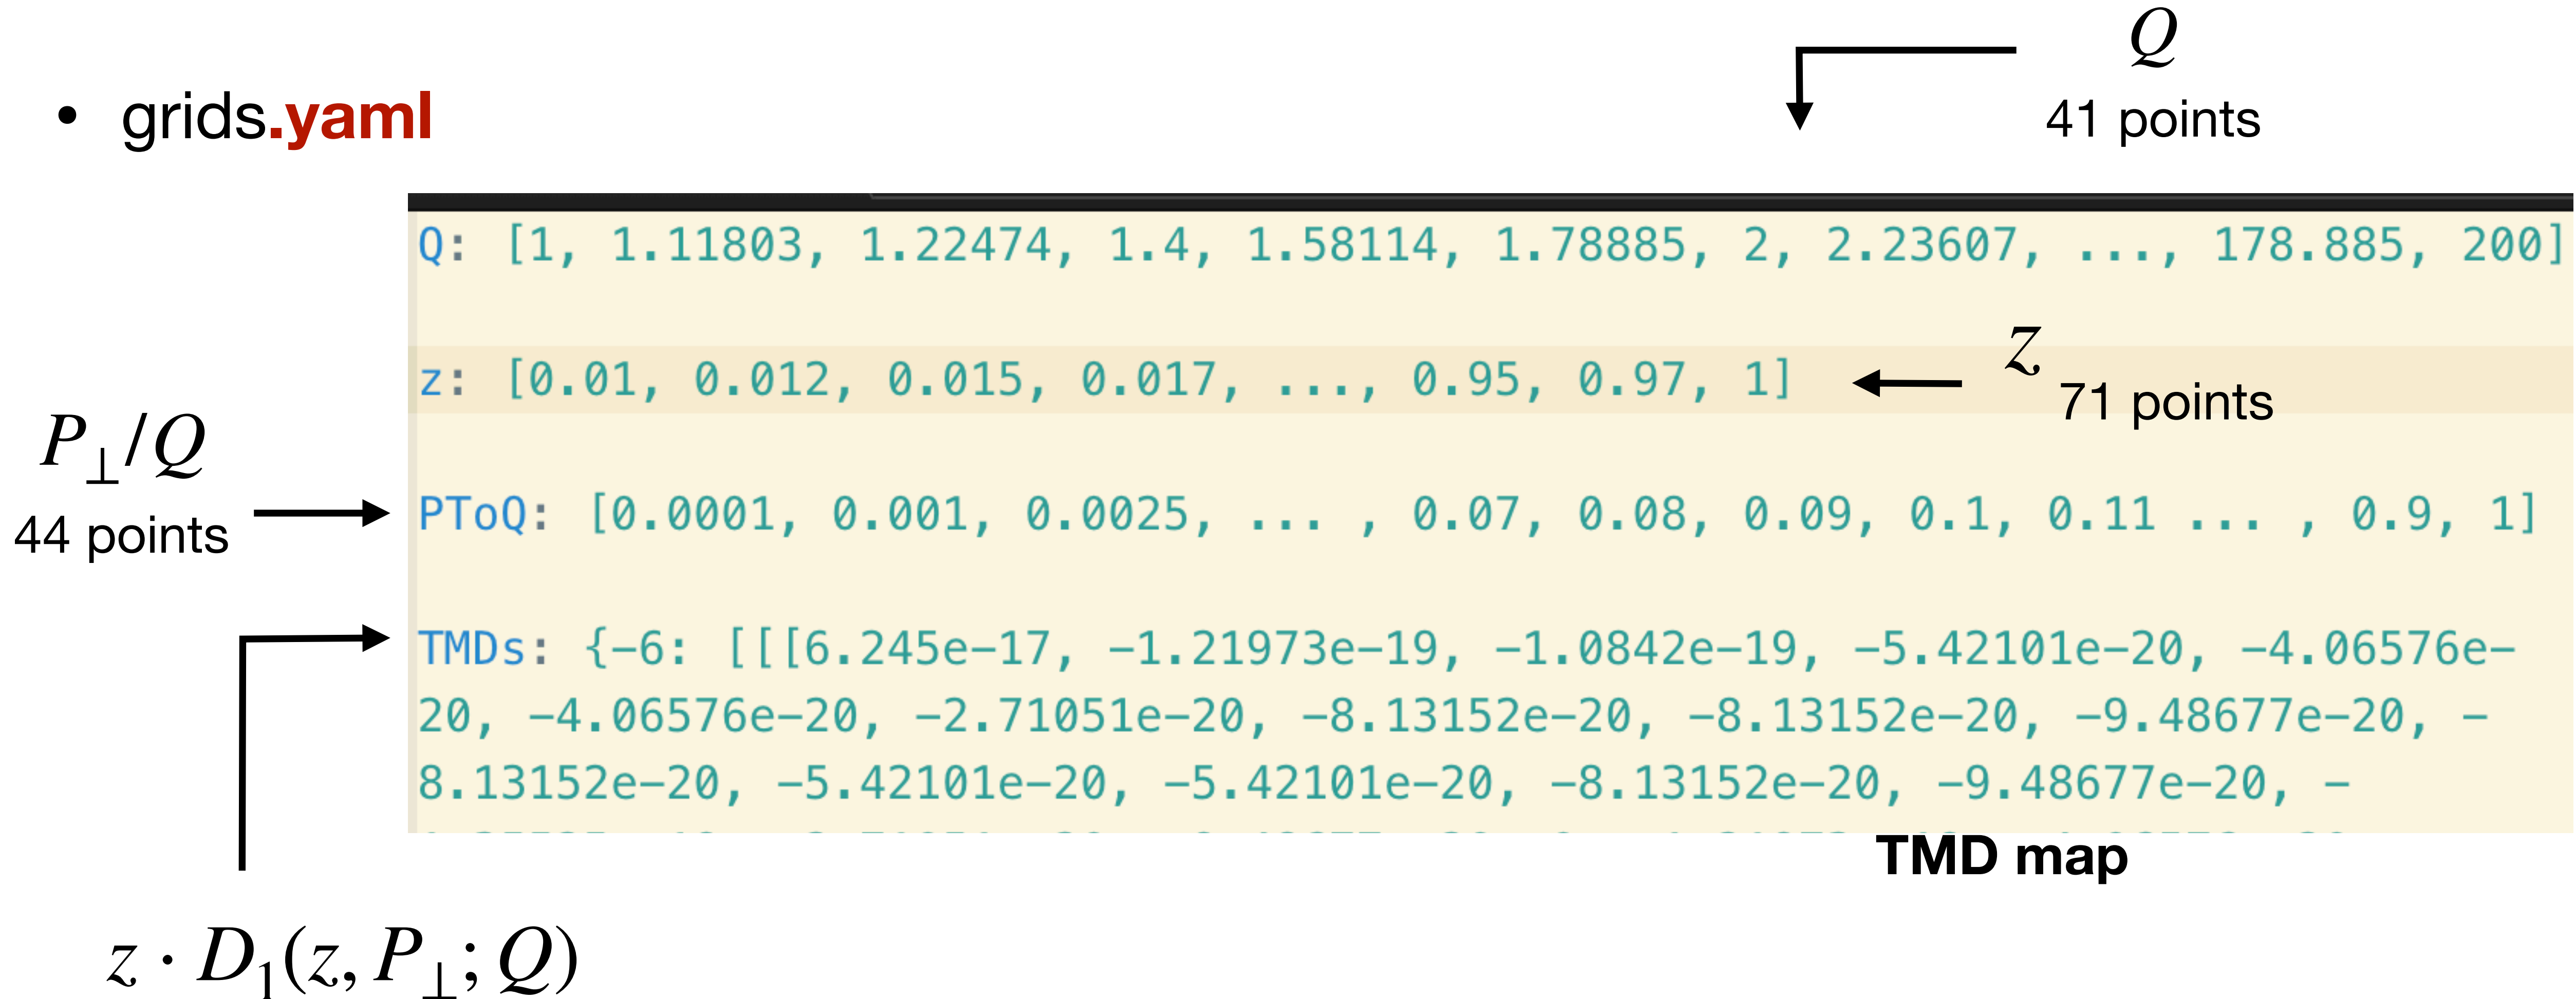 Q
41 points
• grids.yaml
Q: [1, 1.11803, 1.22474, 1.4, 1.58114, 1.78885, 2, 2.23607, ..., 178.885, 200]
z: [0.01, 0.012, 0.015, 0.017, ..., 0.95, 0.97, 1]
z
71 points
P⊥/Q
44 points
PToQ: [0.0001, 0.001, 0.0025, ... , 0.07, 0.08, 0.09, 0.1, 0.11 ... , 0.9, 1]
TMDs: {−6: [[[6.245e−17, −1.21973e−19, −1.0842e−19, −5.42101e−20, −4.06576e−
20, −4.06576e−20, −2.71051e−20, −8.13152e−20, −8.13152e−20, −9.48677e−20, −
8.13152e−20, −5.42101e−20, −5.42101e−20, −8.13152e−20, −9.48677e−20, −
TMD map
z · D₁(z, P⊥; Q)